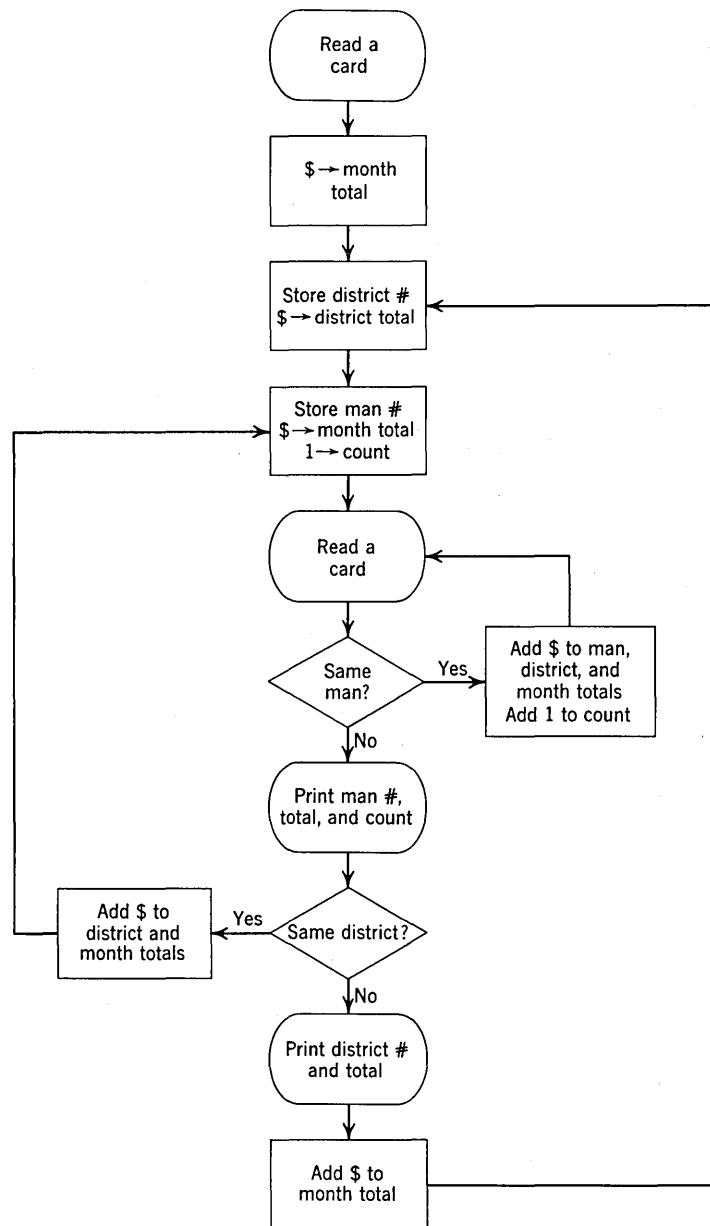 Read a
card
$→month
total
Store district #
$→district total
Store man #
$→month total
1→count
Read a
card
Same
man?
Yes
Add $ to man,
district, and
month totals
Add 1 to count
No
Print man #,
total, and count
Same district?
Yes
Add $ to
district and
month totals
No
Print district #
and total
Add $ to
month total